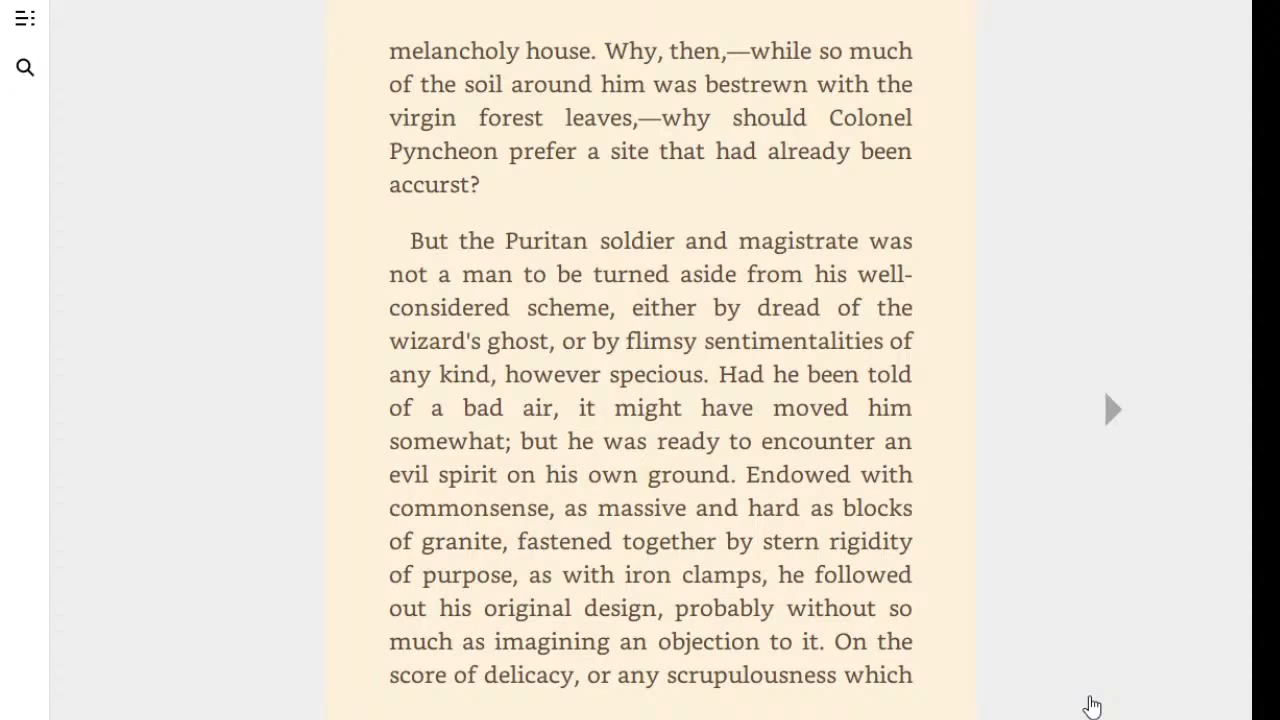 melancholy house. Why, then,—while so much
of the soil around him was bestrewn with the
virgin forest leaves,—why should Colonel
Pyncheon prefer a site that had already been
accurst?
But the Puritan soldier and magistrate was
not a man to be turned aside from his well-
considered scheme, either by dread of the
wizard's ghost, or by flimsy sentimentalities of
any kind, however specious. Had he been told
of a bad air, it might have moved him
somewhat; but he was ready to encounter an
evil spirit on his own ground. Endowed with
commonsense, as massive and hard as blocks
of granite, fastened together by stern rigidity
of purpose, as with iron clamps, he followed
out his original design, probably without so
much as imagining an objection to it. On the
score of delicacy, or any scrupulousness which